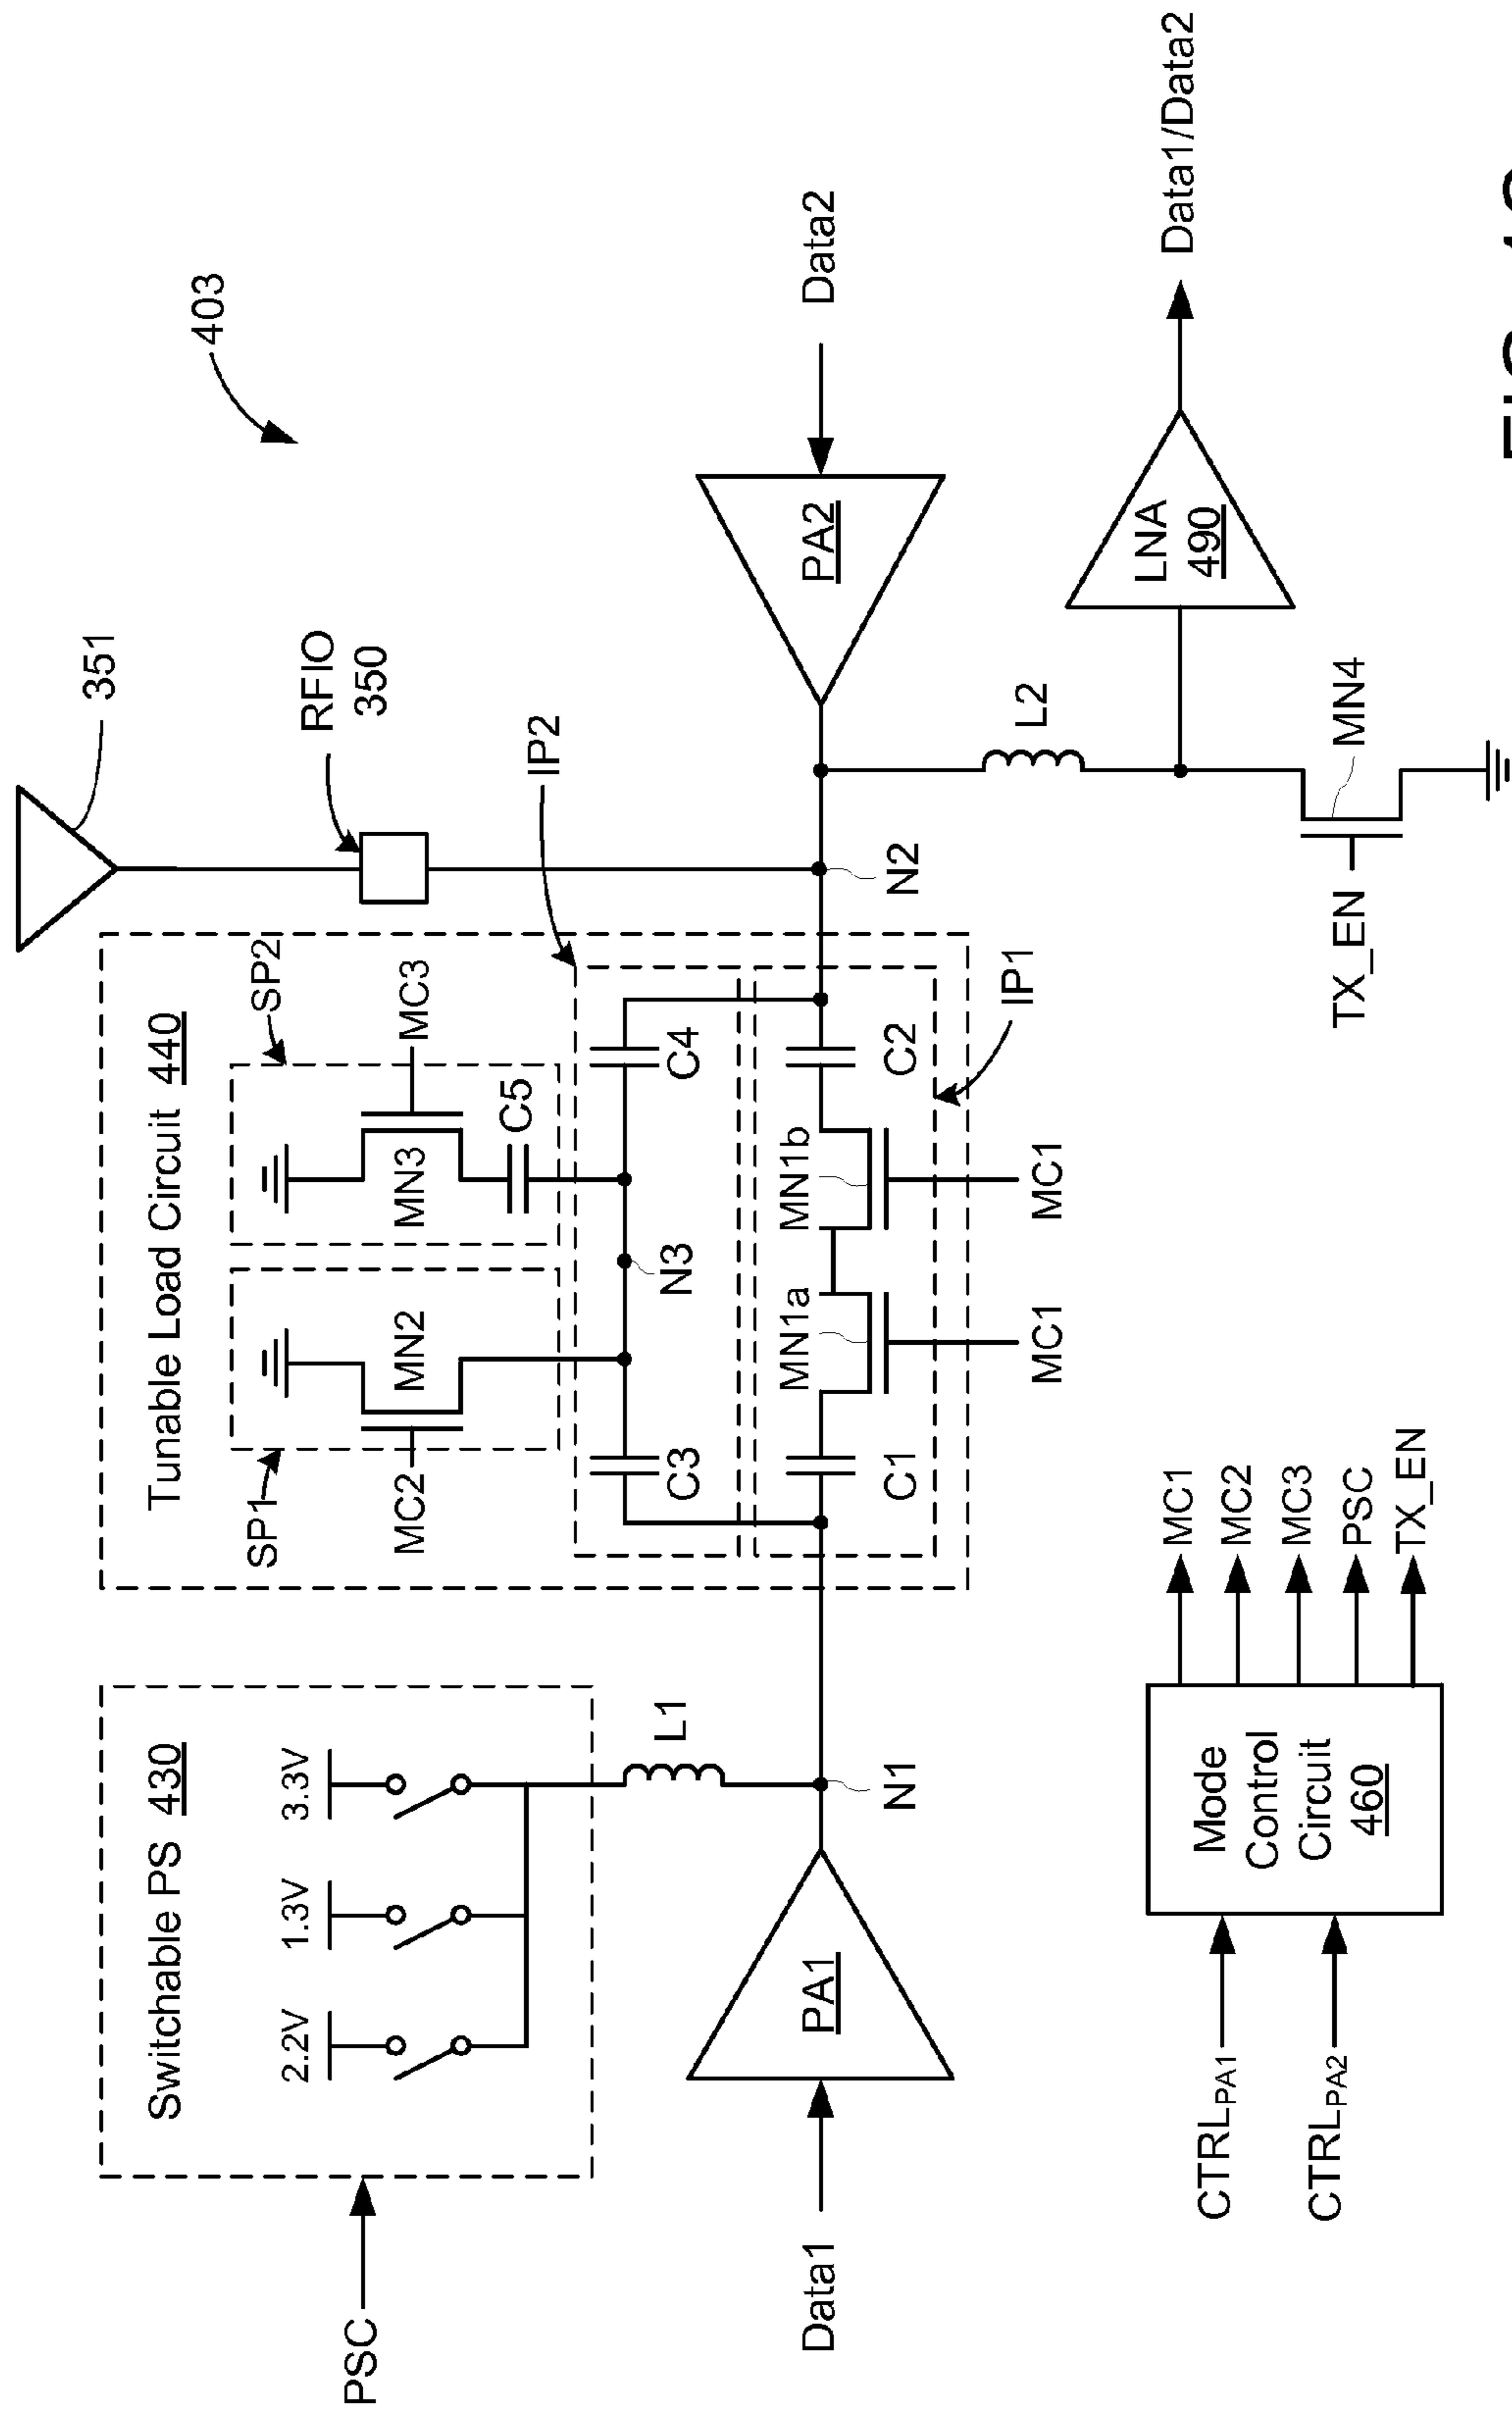 403
351
RFIO
350
Tunable Load Circuit 440
SP1
SP2
MC2
MN2
MN3
MC3
C5
IP2
C3
N3
C4
MN1a
MN1b
C1
C2
MC1
MC1
IP1
Switchable PS 430
2.2V
1.3V
3.3V
PSC
L1
Data1
PA1
N1
N2
PA2
Data2
L2
LNA
490
Data1/Data2
TX_EN
MN4
CTRLPA1
CTRLPA2
Mode
Control
Circuit
460
MC1
MC2
MC3
PSC
TX_EN